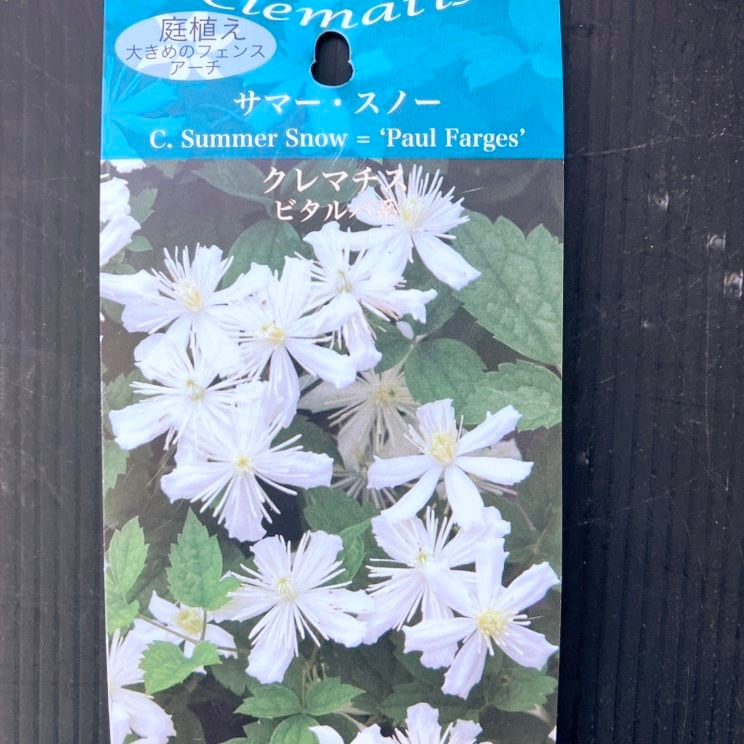 Clematis
庭植え
大きめのフェンス
アーチ
サマー・スノー
C. Summer Snow = ‘Paul Farges’
クレマチス
ビタルバ系